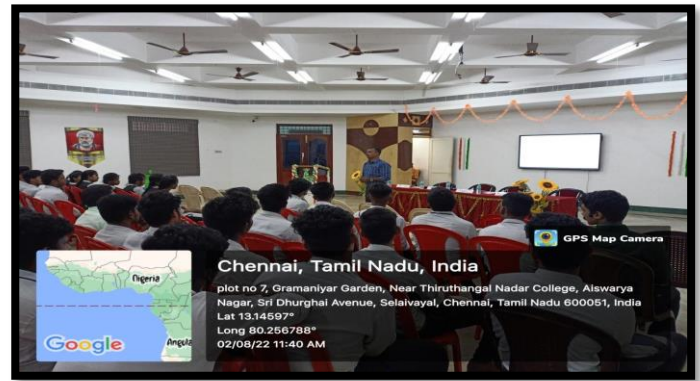 GPS Map Camera
Chennai, Tamil Nadu, India
plot no 7, Gramaniyar Garden, Near Thiruthangal Nadar College, Aiswarya
Nagar, Sri Dhurghai Avenue, Selaivayal, Chennai, Tamil Nadu 600051, India
Lat 13.14597°
Long 80.256788°
02/08/22 11:40 AM
Nigeria
Angola
Google